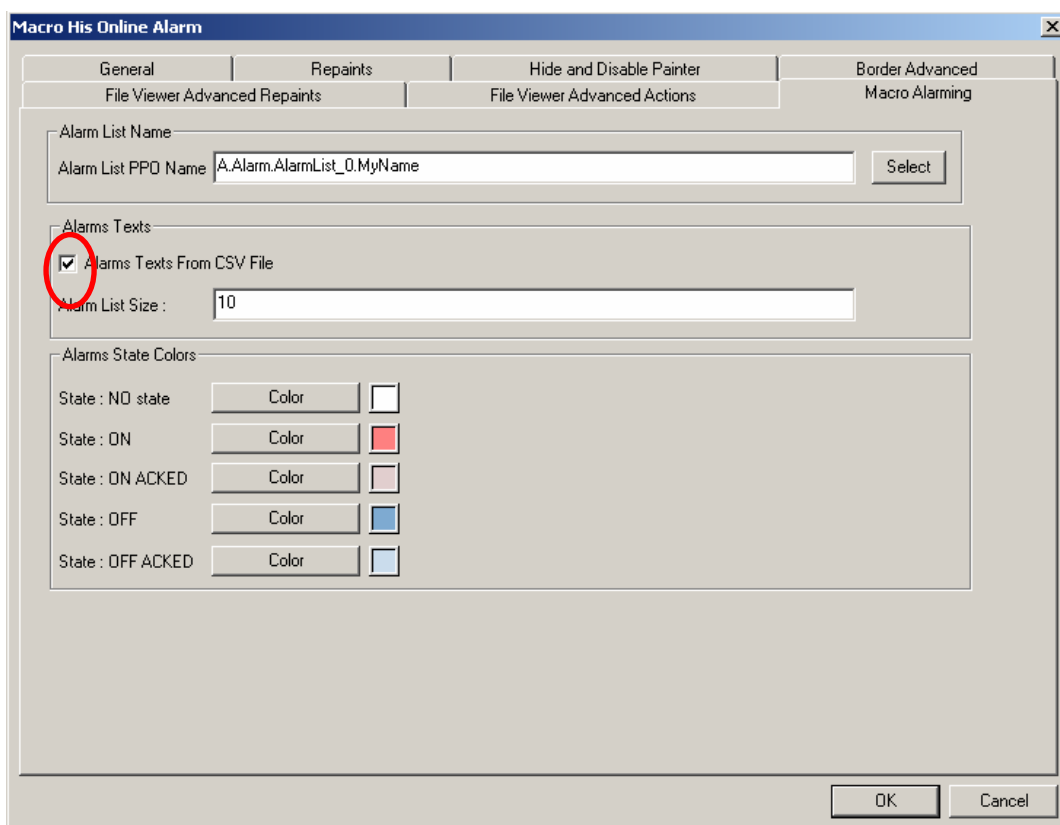 Macro His Online Alarm
General Repaints Hide and Disable Painter Border Advanced
File Viewer Advanced Repaints File Viewer Advanced Actions Macro Alarming
Alarm List Name
Alarm List PPO Name A.Alarm.AlarmList_0.MyName Select
Alarms Texts
Alarms Texts From CSV File
Alarm List Size : 10
Alarms State Colors
State : NO state Color
State : ON Color
State : ON ACKED Color
State : OFF Color
State : OFF ACKED Color
OK Cancel